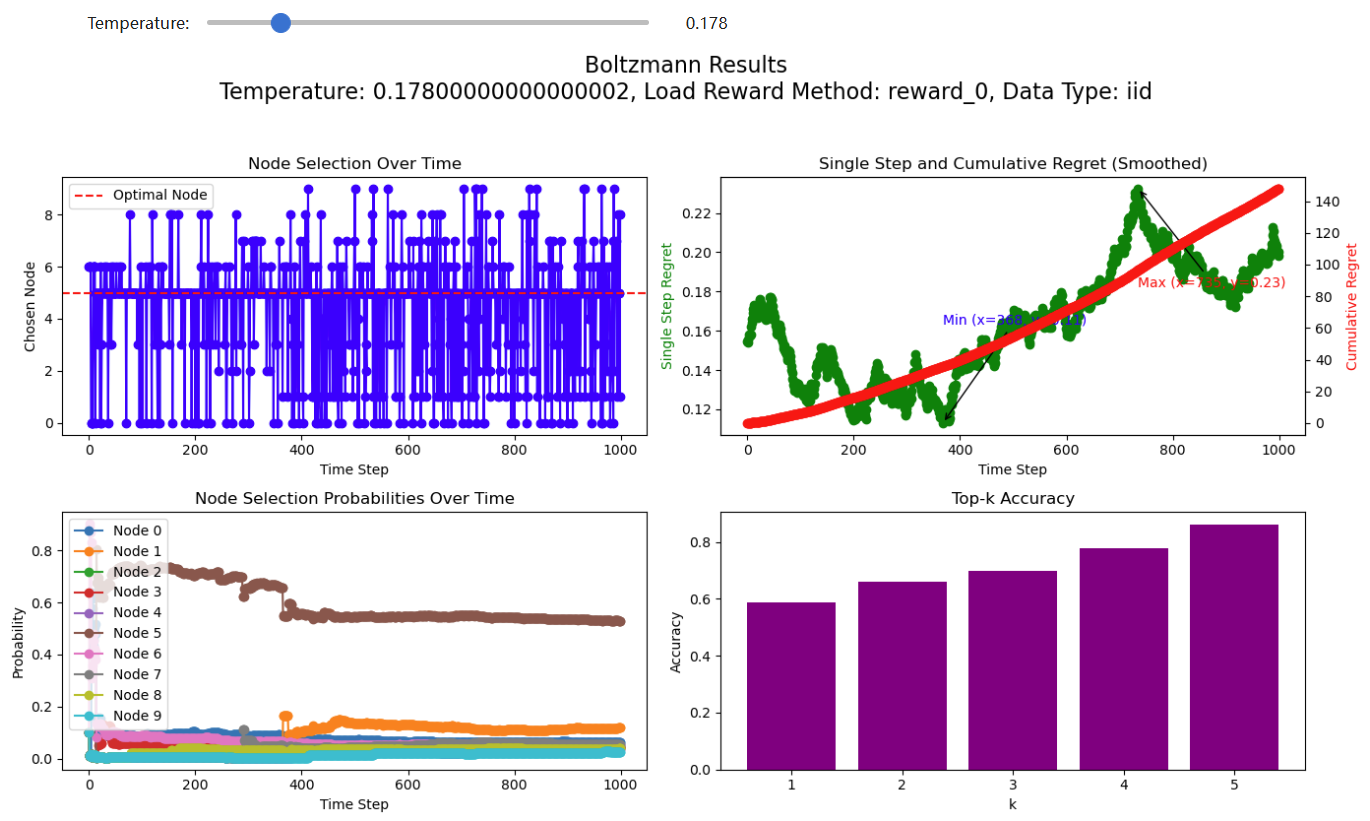 Temperature: 0.178
Boltzmann Results
Temperature: 0.17800000000000002, Load Reward Method: reward_0, Data Type: iid
Node Selection Over Time
Optimal Node
Chosen Node
8
6
4
2
0
0 200 400 600 800 1000
Time Step
Single Step and Cumulative Regret (Smoothed)
Single Step Regret
0.22
0.20
0.18
0.16
0.14
0.12
Max (x=735, y=0.23)
Min (x=368, y=0.11)
140
120
100
80
60
40
20
0
Cumulative Regret
0 200 400 600 800 1000
Time Step
Node Selection Probabilities Over Time
Node 0
Node 1
Node 2
Node 3
Node 4
Node 5
Node 6
Node 7
Node 8
Node 9
Probability
0.8
0.6
0.4
0.2
0.0
0 200 400 600 800 1000
Time Step
Top-k Accuracy
Accuracy
0.8
0.6
0.4
0.2
0.0
1 2 3 4 5
k